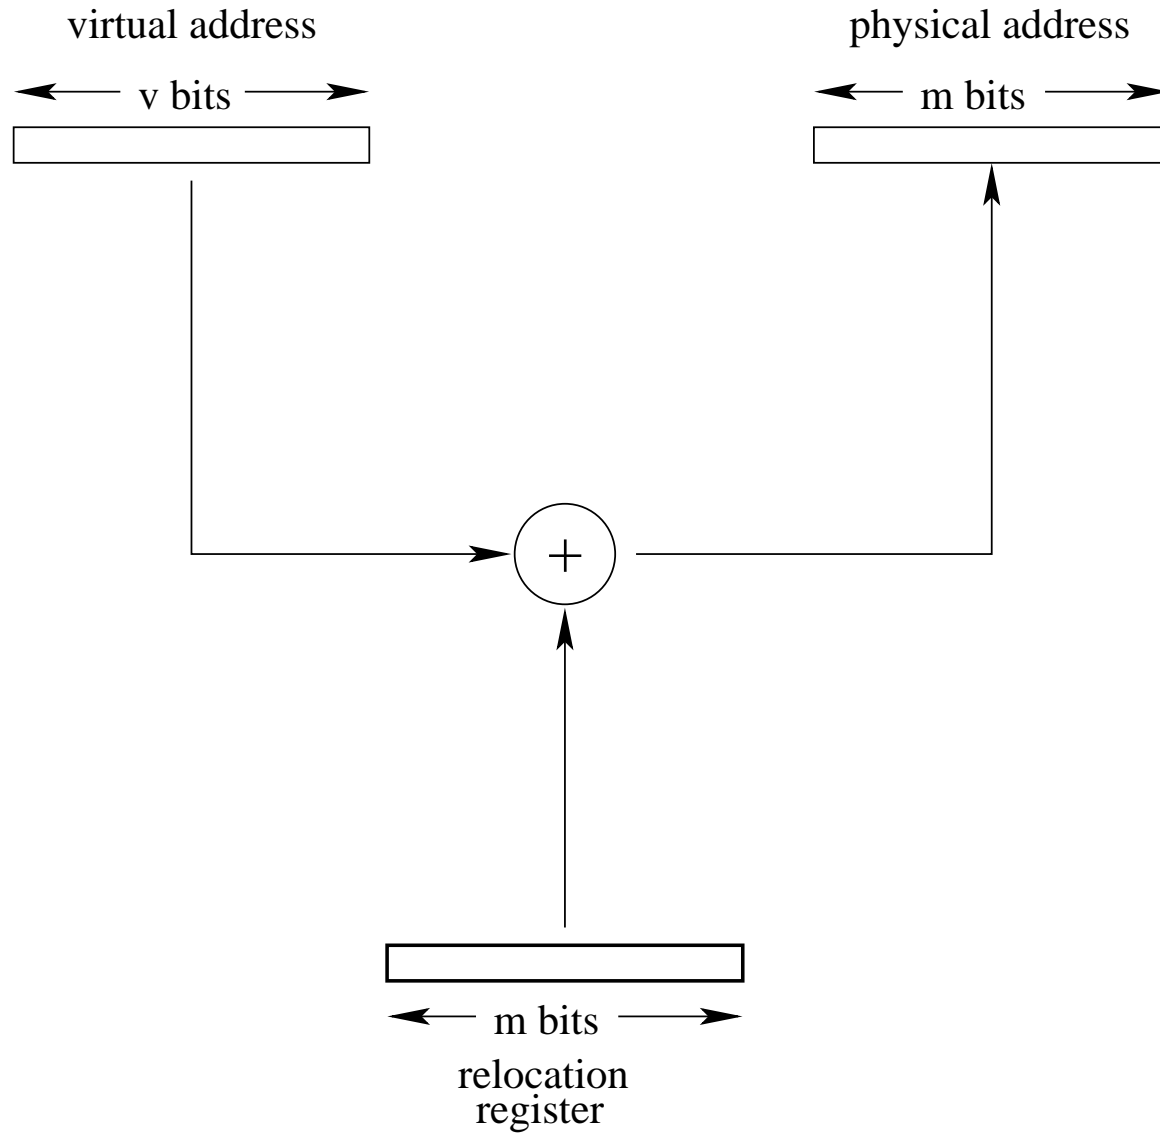 virtual address
physical address
v bits
m bits
+
m bits
relocation
register